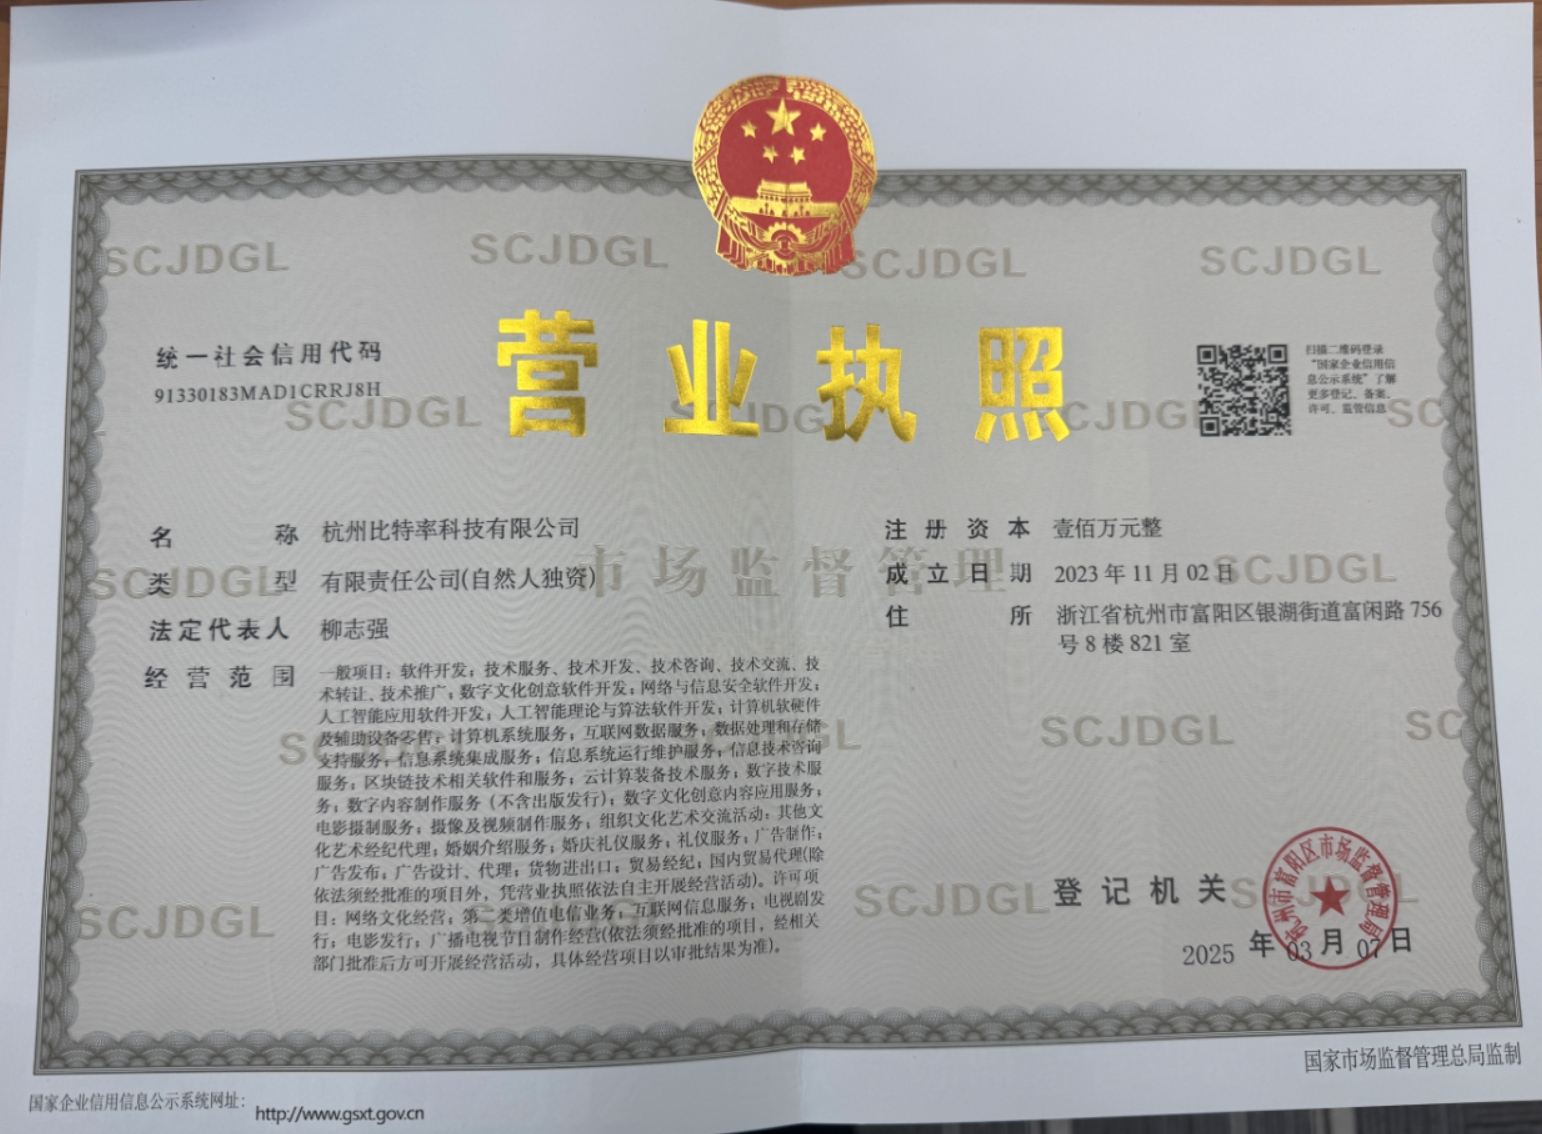 SCJDGL SCJDGL SCJDGL SCJDGL
营业执照
统一社会信用代码
91330183MAD1CRRJ8H
扫描二维码登录
“国家企业信用信
息公示系统”了解
更多登记、备案、
许可、监管信息
SCJDGL SCJDGL SCJDGL SC
名称 杭州比特率科技有限公司
类型 有限责任公司(自然人独资)
法定代表人 柳志强
经营范围 一般项目：软件开发；技术服务、技术开发、技术咨询、技术交流、技
术转让、技术推广；数字文化创意软件开发；网络与信息安全软件开发；
人工智能应用软件开发；人工智能理论与算法软件开发；计算机软硬件
及辅助设备零售；计算机系统服务；互联网数据服务；数据处理和存储
支持服务；信息系统集成服务；信息系统运行维护服务；信息技术咨询
服务；区块链技术相关软件和服务；云计算装备技术服务；数字技术服
务；数字内容制作服务（不含出版发行）；数字文化创意内容应用服务；
电影摄制服务；摄像及视频制作服务；组织文化艺术交流活动；其他文
化艺术经纪代理；婚姻介绍服务；婚庆礼仪服务；礼仪服务；广告制作；
广告发布；广告设计、代理；货物进出口；贸易经纪；国内贸易代理(除
依法须经批准的项目外，凭营业执照依法自主开展经营活动)。许可项
目：网络文化经营；第二类增值电信业务；互联网信息服务；电视剧发
行；电影发行；广播电视节目制作经营(依法须经批准的项目，经相关
部门批准后方可开展经营活动，具体经营项目以审批结果为准)。
注册资本 壹佰万元整
成立日期 2023年11月02日
住所 浙江省杭州市富阳区银湖街道富闲路756
号8楼821室
市场监督管理
SCJDGL SCJDGL
SCJDGL SCJDGL SC
SCJDGL SCJDGL SCJDGL
登记机关
杭州市富阳区市场监督管理局
2025年03月07日
国家市场监督管理总局监制
国家企业信用信息公示系统网址：
http://www.gsxt.gov.cn